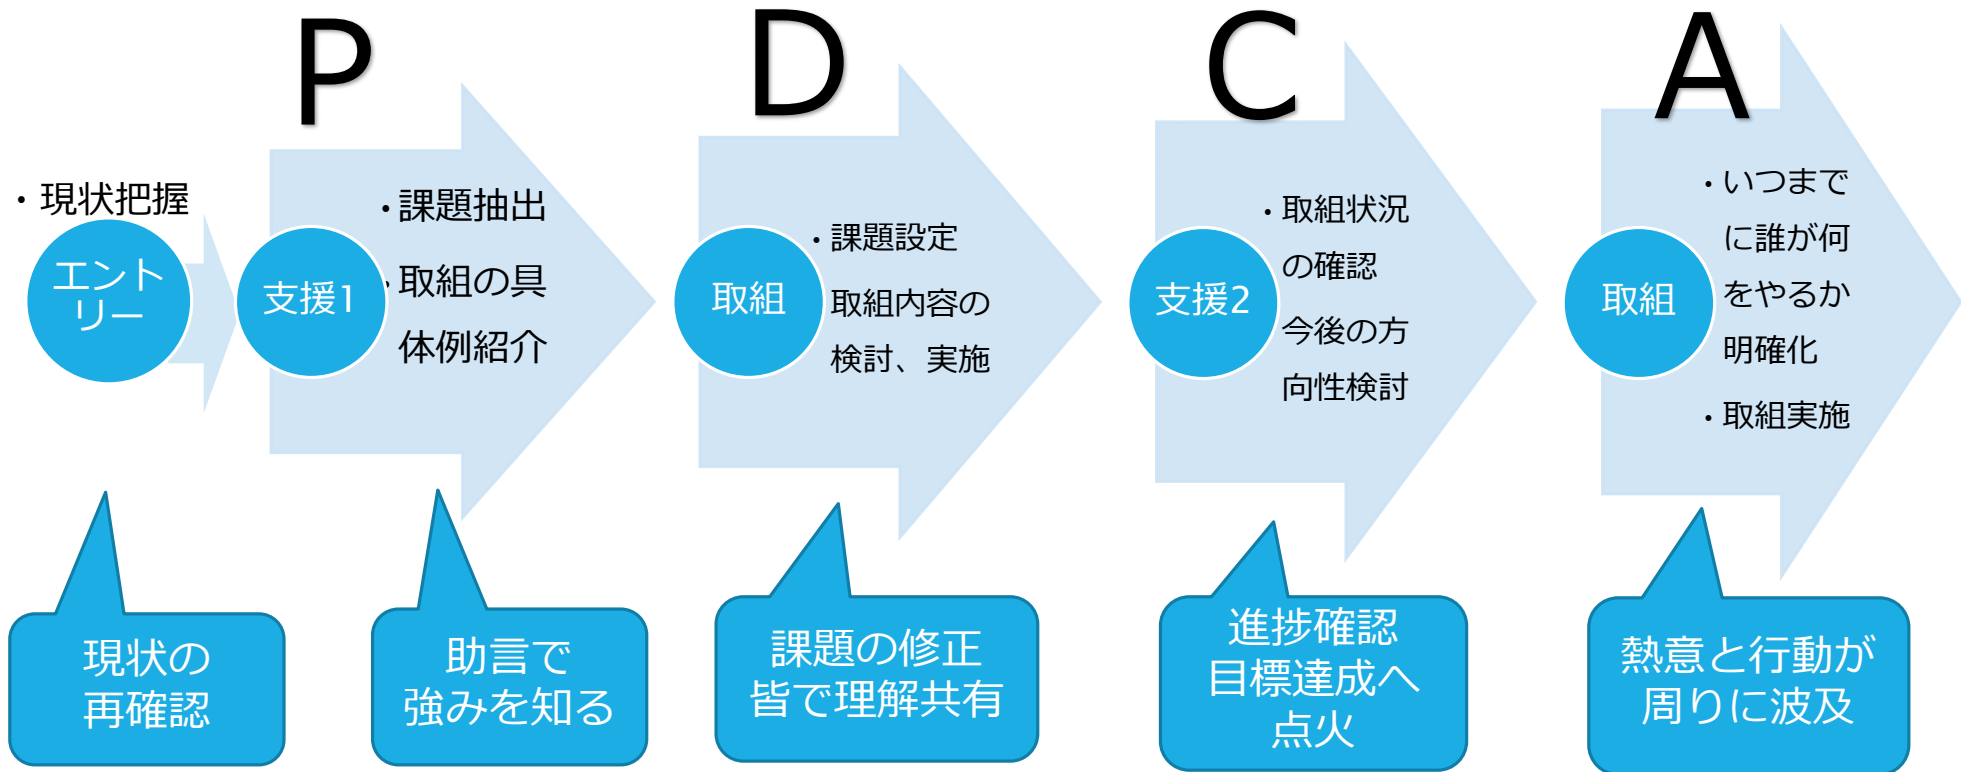 P
D
C
A
・現状把握
エント
リー
支援1
・課題抽出
・取組の具
体例紹介
取組
・課題設定
取組内容の
検討、実施
支援2
・取組状況
の確認
今後の方
向性検討
取組
・いつまで
に誰が何
をやるか
明確化
・取組実施
現状の
再確認
助言で
強みを知る
課題の修正
皆で理解共有
進捗確認
目標達成へ
点火
熱意と行動が
周りに波及